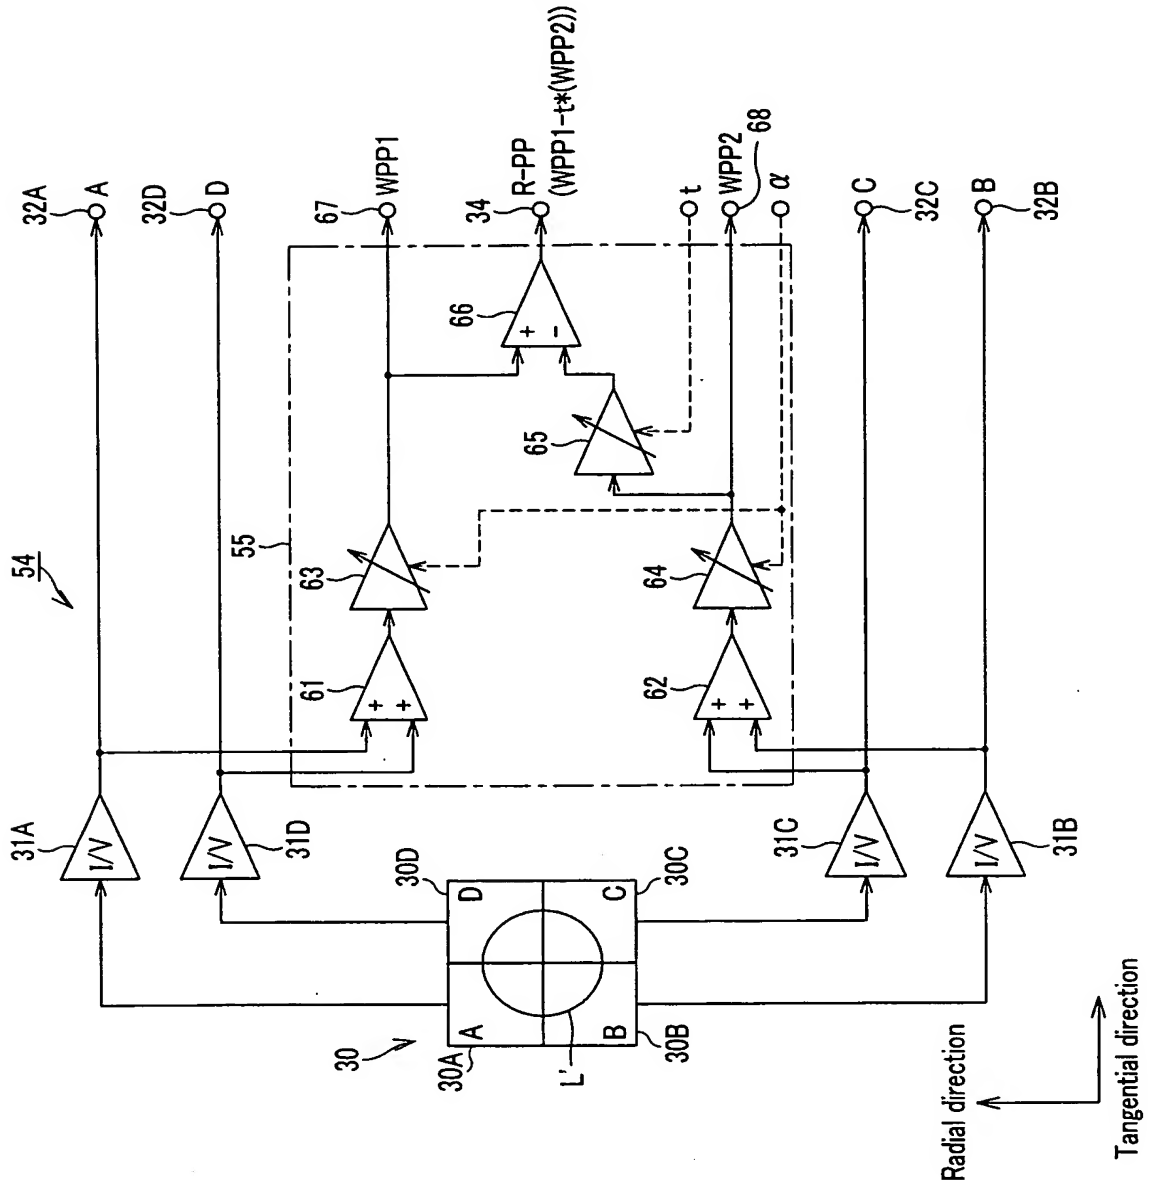 54
32A
A
32D
D
67
WPP1
34
R-PP
(WPP1-t*(WPP2))
t
WPP2
68
α
C
32C
B
32B
55
66
+
-
65
63
64
61
+
+
62
+
+
31A
I/V
31D
I/V
31C
I/V
31B
I/V
30
30A
A
30D
D
30B
B
30C
C
L'
Radial direction
Tangential direction